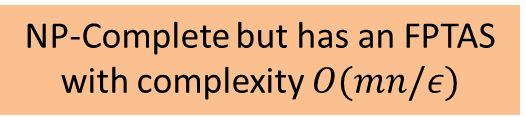 NP-Complete but has an FPTAS
with complexity O(mn/ϵ)